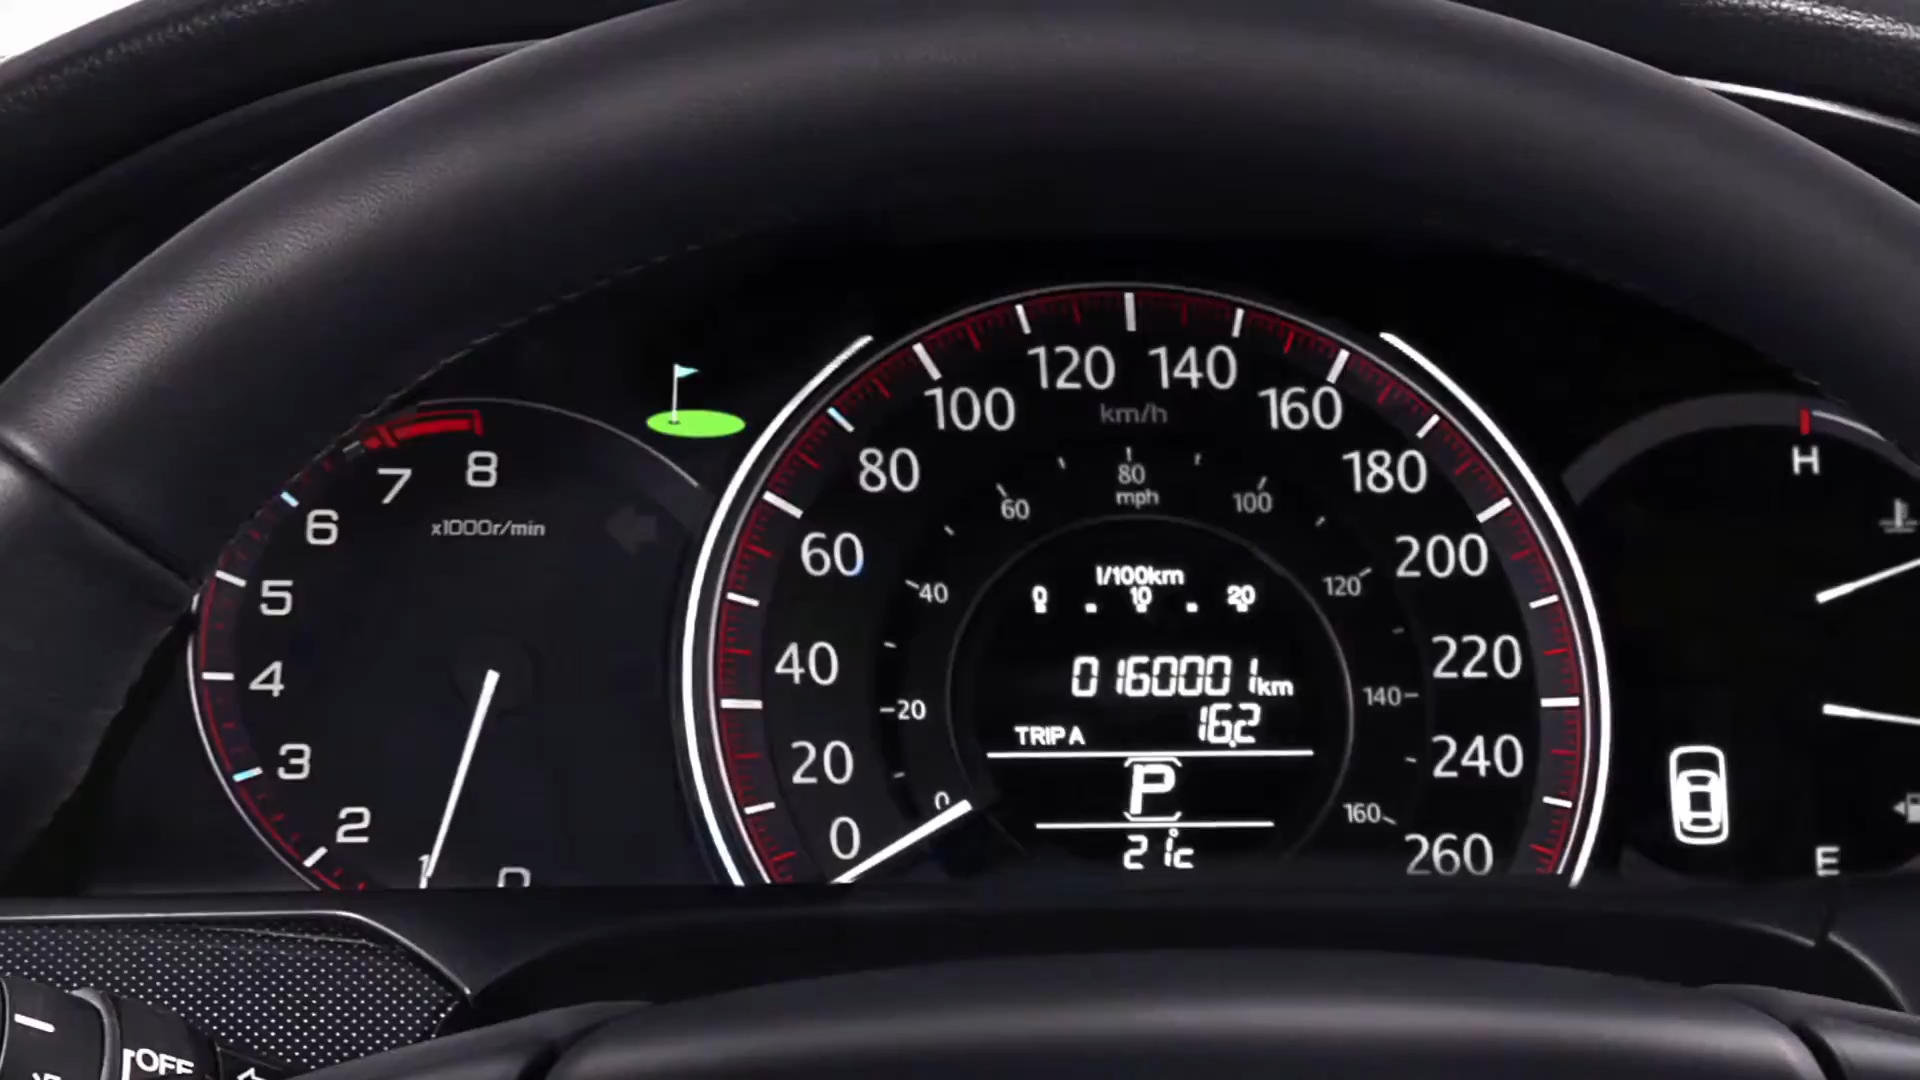 120 140
100 160
km/h
80 180
80
mph
60 100
H
8
7
6
x1000r/min
60 200
l/100km
0 10 20
40 120
5
4
40 220
0160001km
140
20
16.2
TRIP A
3
20 240
P
0
160
2
0 260
21°c
1
E
OFF